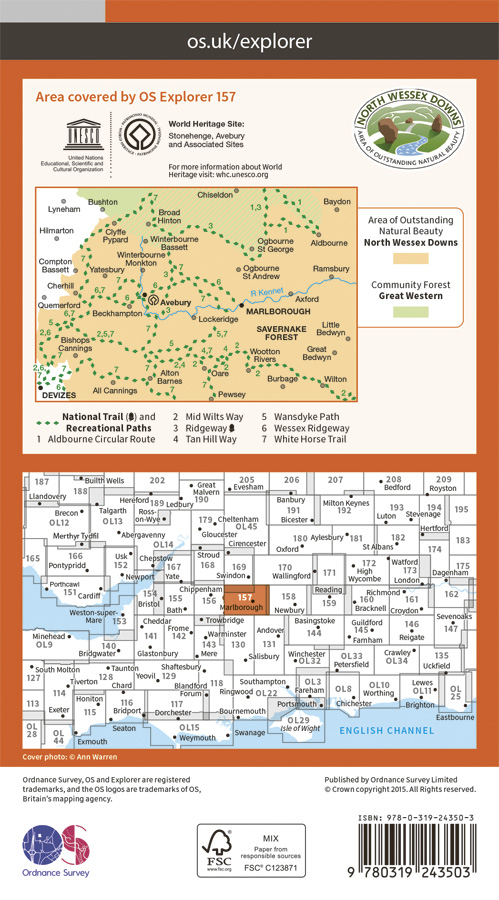 os.uk/explorer
Area covered by OS Explorer 157
UNESCO
United Nations
Educational, Scientific and
Cultural Organization
World Heritage Site:
Stonehenge, Avebury
and Associated Sites
For more information about World
Heritage visit: whc.unesco.org
NORTH WESSEX DOWNS
AREA OF OUTSTANDING NATURAL BEAUTY
Lyneham
Bushton
7
Chiseldon
1
Baydon
Broad
Hinton
1,3
1
Hilmarton
Clyffe
Pypard
3
Winterbourne
Bassett
Ogbourne
St George
Aldbourne
Compton
Bassett
Yatesbury
Winterbourne
Monkton
Ogbourne
St Andrew
Ramsbury
Cherhill
6,7
Avebury
R Kennet
Axford
Quemerford
Beckhampton
MARLBOROUGH
Lockeridge
SAVERNAKE
FOREST
Little
Bedwyn
Bishops
Cannings
2,5,7
Wootton
Rivers
Great
Bedwyn
DEVIZES
All Cannings
Alton
Barnes
Oare
Pewsey
Burbage
Wilton
Area of Outstanding
Natural Beauty
North Wessex Downs
Community Forest
Great Western
National Trail ( ) and
Recreational Paths
1 Aldbourne Circular Route
2 Mid Wilts Way
3 Ridgeway
4 Tan Hill Way
5 Wansdyke Path
6 Wessex Ridgeway
7 White Horse Trail
187 Builth Wells 202 205 206 207 208 209
188 Great Malvern 190 Evesham Bedford Royston
Llandovery Hereford 189 Ledbury Banbury 191 Milton Keynes 192 193 194 195
Brecon OL12 Talgarth OL13 Ross-on-Wye Bicester Luton Stevenage
179 Cheltenham OL45 Hertford
Merthyr Tydfil Abergavenny OL14 Gloucester 180 Aylesbury 181 182 174
Cirencester Oxford St Albans 183
165 166 Usk 152 Chepstow 167 Stroud 168 169 170 171 172 Watford 173 175
Pontypridd Newport Yate Swindon Wallingford High Wycombe London Dagenham
Porthcawl 151 Cardiff 154 Bristol 155 Chippenham 156 157 Marlborough 158 Newbury Reading 159 Richmond 160 Bracknell 161 Croydon 162
Weston-super-Mare 153 Bath Trowbridge Basingstoke 144 Guildford 145 146 Sevenoaks 147
Minehead OL9 140 Cheddar 141 Frome 142 143 Warminster 130 Andover 131 Farnham Reigate
Bridgwater Glastonbury Mere Salisbury Winchester OL32 OL33 Petersfield Crawley OL34 135 Uckfield
127 South Molton 114 Tiverton 128 Taunton Chard Yeovil 129 Shaftesbury Blandford Forum 118 Ringwood OL22 Southampton OL3 Fareham OL8 OL10 Worthing Lewes OL11 OL25
113 Exeter Honiton 115 116 Bridport 117 Dorchester Bournemouth Portsmouth Chichester Brighton Eastbourne
OL28 OL44 Exmouth Seaton OL15 Weymouth Swanage OL29 Isle of Wight ENGLISH CHANNEL
Cover photo: © Ann Warren
Ordnance Survey, OS and Explorer are registered
trademarks, and the OS logos are trademarks of OS,
Britain's mapping agency.
Published by Ordnance Survey Limited
© Crown copyright 2015. All Rights reserved.
OS
Ordnance Survey
FSC
www.fsc.org
MIX
Paper from
responsible sources
FSC® C123871
ISBN: 978-0-319-24350-3
9 780319 243503